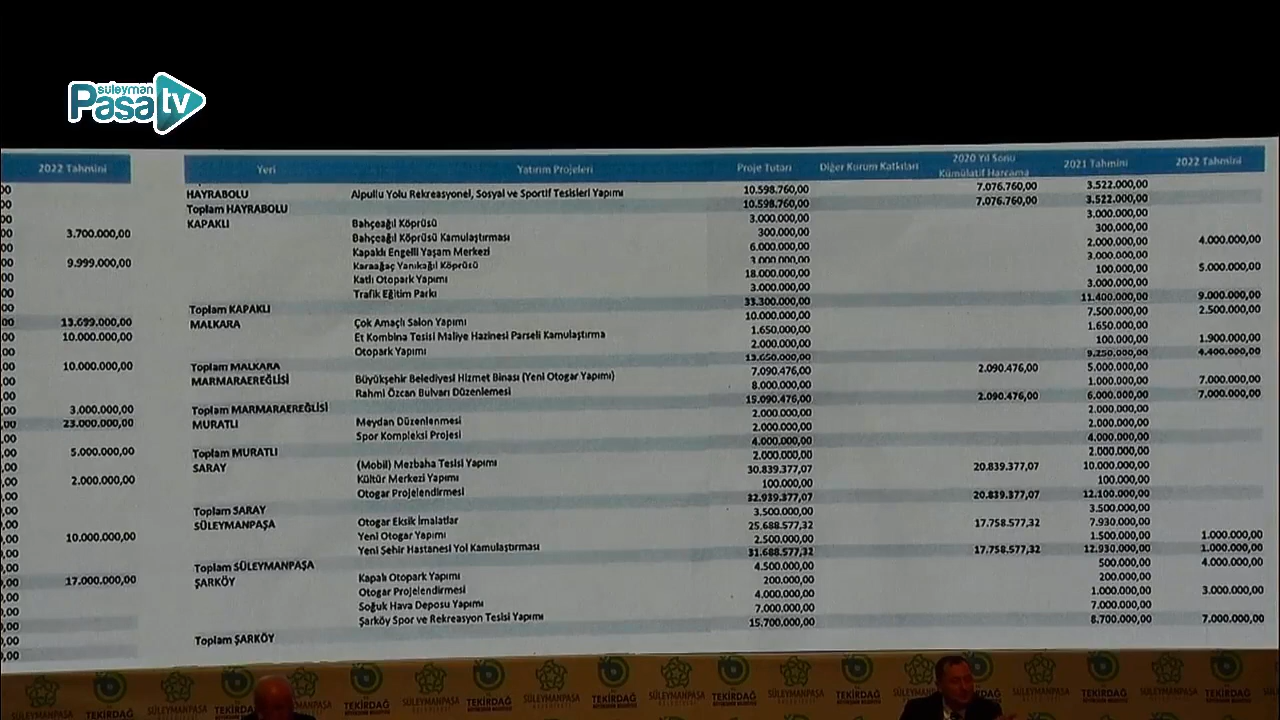 süleyman
Paşa tv
2022 Tahmini
3.700.000,00
9.999.000,00
13.699.000,00
10.000.000,00
10.000.000,00
3.000.000,00
23.000.000,00
5.000.000,00
2.000.000,00
10.000.000,00
17.000.000,00
Yeri Yatırım Projeleri Proje Tutarı Diğer Kurum Katkıları 2020 Yıl Sonu Kümülatif Harcama 2021 Tahmini 2022 Tahmini
HAYRABOLU Alpullu Yolu Rekreasyonel, Sosyal ve Sportif Tesisleri Yapımı 10.598.760,00 7.076.760,00 3.522.000,00
Toplam HAYRABOLU 10.598.760,00 7.076.760,00 3.522.000,00
KAPAKLI Bahçeağıl Köprüsü 3.000.000,00 3.000.000,00
Bahçeağıl Köprüsü Kamulaştırması 300.000,00 300.000,00
Kapaklı Engelli Yaşam Merkezi 6.000.000,00 2.000.000,00 4.000.000,00
Karaağaç Yanıkağıl Köprüsü 3.000.000,00 3.000.000,00
Katlı Otopark Yapımı 18.000.000,00 100.000,00 5.000.000,00
Trafik Eğitim Parkı 3.000.000,00 3.000.000,00
Toplam KAPAKLI 33.300.000,00 11.400.000,00 9.000.000,00
MALKARA Çok Amaçlı Salon Yapımı 10.000.000,00 7.500.000,00 2.500.000,00
Et Kombina Tesisi Maliye Hazinesi Parseli Kamulaştırma 1.650.000,00 1.650.000,00
Otopark Yapımı 2.000.000,00 100.000,00 1.900.000,00
Toplam MALKARA 13.650.000,00 9.250.000,00 4.400.000,00
MARMARAEREĞLİSİ Büyükşehir Belediyesi Hizmet Binası (Yeni Otogar Yapımı) 7.090.476,00 2.090.476,00 5.000.000,00
Rahmi Özcan Bulvarı Düzenlemesi 8.000.000,00 1.000.000,00 7.000.000,00
Toplam MARMARAEREĞLİSİ 15.090.476,00 2.090.476,00 6.000.000,00 7.000.000,00
MURATLI Meydan Düzenlenmesi 2.000.000,00 2.000.000,00
Spor Kompleksi Projesi 2.000.000,00 2.000.000,00
Toplam MURATLI 4.000.000,00 4.000.000,00
SARAY (Mobil) Mezbaha Tesisi Yapımı 2.000.000,00 2.000.000,00
Kültür Merkezi Yapımı 30.839.377,07 20.839.377,07 10.000.000,00
Otogar Projelendirmesi 100.000,00 100.000,00
Toplam SARAY 32.939.377,07 20.839.377,07 12.100.000,00
SÜLEYMANPAŞA Otogar Eksik İmalatlar 3.500.000,00 3.500.000,00
Yeni Otogar Yapımı 25.688.577,32 17.758.577,32 7.930.000,00
Yeni Şehir Hastanesi Yol Kamulaştırması 2.500.000,00 1.500.000,00 1.000.000,00
Toplam SÜLEYMANPAŞA 31.688.577,32 17.758.577,32 12.930.000,00 1.000.000,00
ŞARKÖY Kapalı Otopark Yapımı 4.500.000,00 500.000,00 4.000.000,00
Otogar Projelendirmesi 200.000,00 200.000,00
Soğuk Hava Deposu Yapımı 4.000.000,00 1.000.000,00 3.000.000,00
Şarköy Spor ve Rekreasyon Tesisi Yapımı 7.000.000,00 7.000.000,00
Toplam ŞARKÖY 15.700.000,00 8.700.000,00 7.000.000,00
SÜLEYMANPAŞA TEKİRDAĞ SÜLEYMANPAŞA SÜLEYMANPAŞA TEKİRDAĞ SÜLEYMANPAŞA TEKİRDAĞ SÜLEYMANPAŞA TEKİRDAĞ SÜLEYMANPAŞA TEKİRDAĞ SÜLEYMANPAŞA TEKİRDAĞ